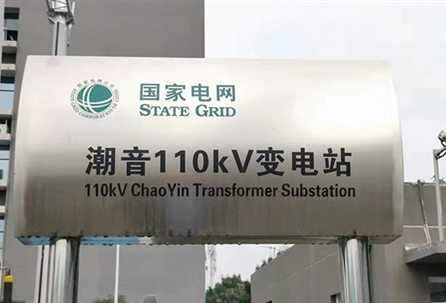 国家电网
STATE GRID
潮音110kV变电站
110kV ChaoYin Transformer Substation